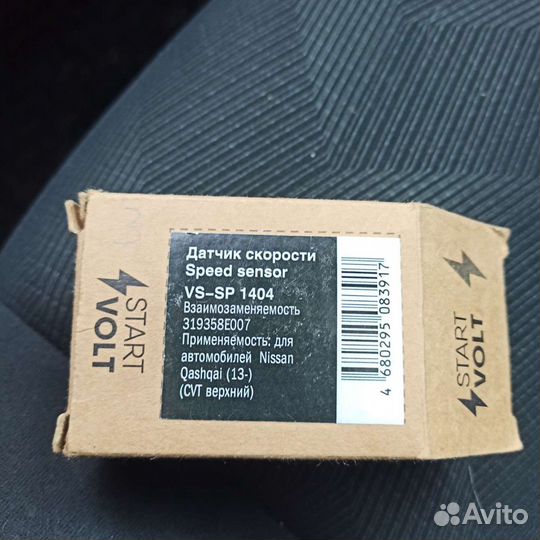 START
VOLT
Датчик скорости
Speed sensor
VS-SP 1404
Взаимозаменяемость
319358E007
Применяемость: для
автомобилей Nissan
Qashqai (13-)
(CVT верхний)
4 680295 083917
START
VOLT
Avito